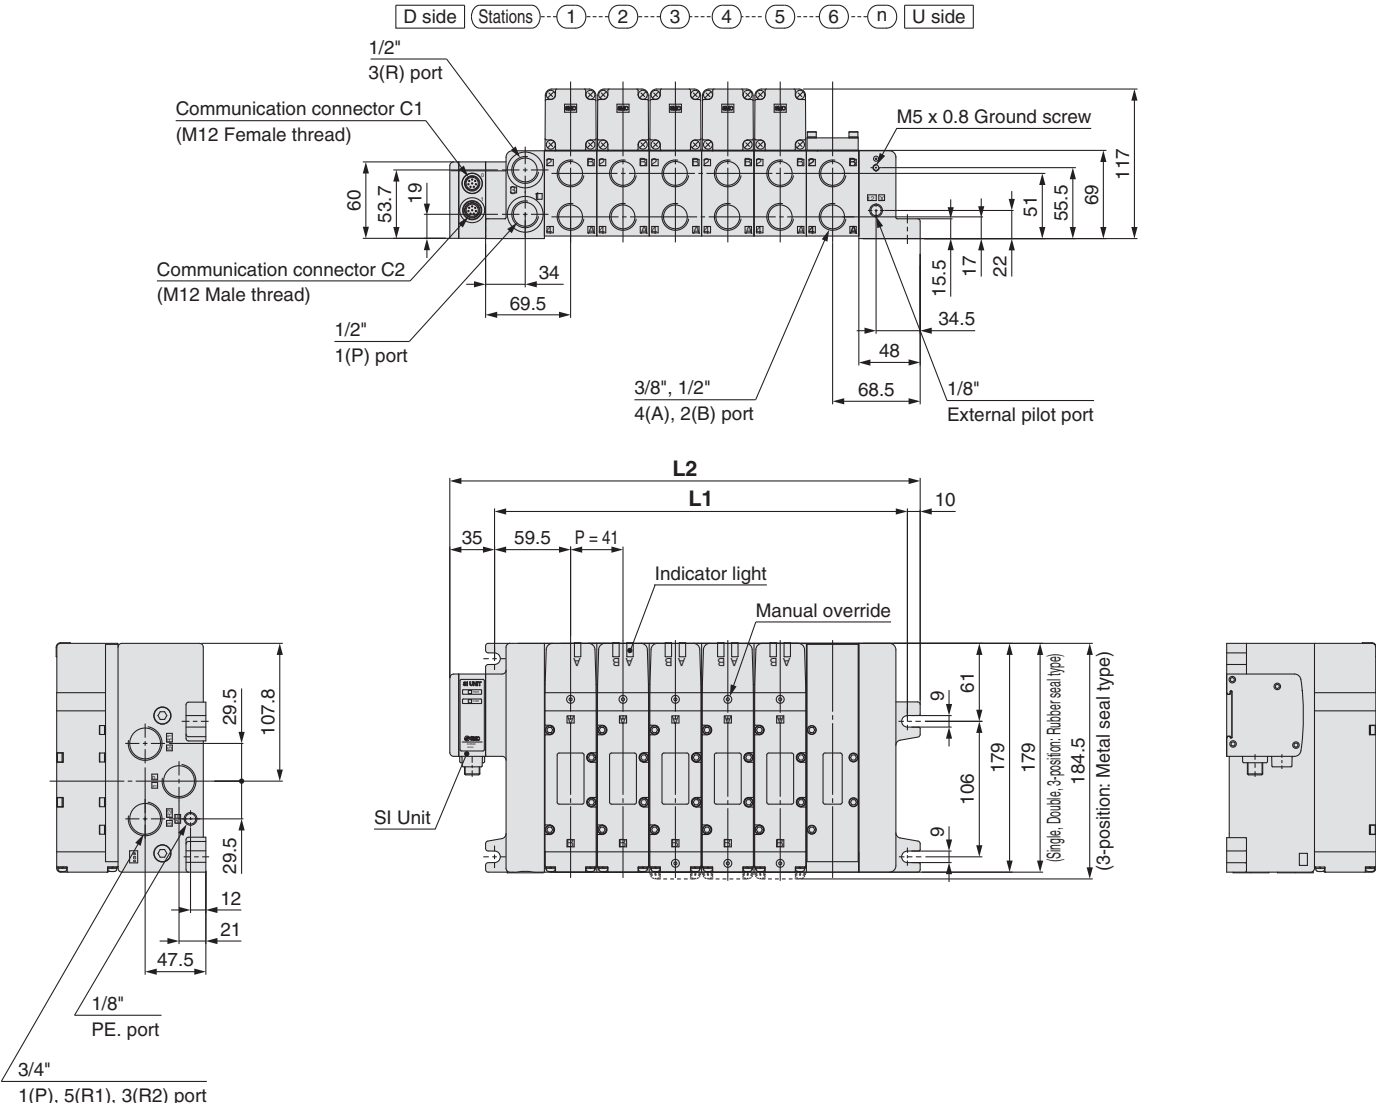 D side Stations 1 2 3 4 5 6 n U side
1/2"
3(R) port
Communication connector C1
(M12 Female thread)
M5 x 0.8 Ground screw
60
53.7
19
51
55.5
69
117
15.5
17
22
Communication connector C2
(M12 Male thread)
34
69.5
34.5
48
68.5
1/2"
1(P) port
3/8", 1/2"
4(A), 2(B) port
1/8"
External pilot port
L2
L1
10
35
59.5
P = 41
Indicator light
Manual override
SI UNIT
SI Unit
9
61
106
9
179
179
(Single, Double, 3-position: Rubber seal type)
184.5
(3-position: Metal seal type)
29.5
107.8
29.5
12
21
47.5
1/8"
PE. port
3/4"
1(P), 5(R1), 3(R2) port